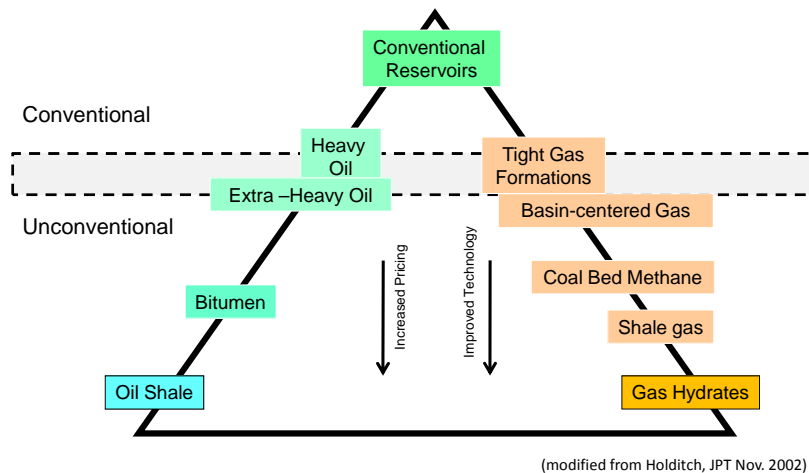 Conventional
Reservoirs
Conventional
Heavy
Oil
Tight Gas
Formations
Extra –Heavy Oil
Basin-centered Gas
Unconventional
Increased Pricing
Improved Technology
Coal Bed Methane
Bitumen
Shale gas
Oil Shale
Gas Hydrates
(modified from Holditch, JPT Nov. 2002)